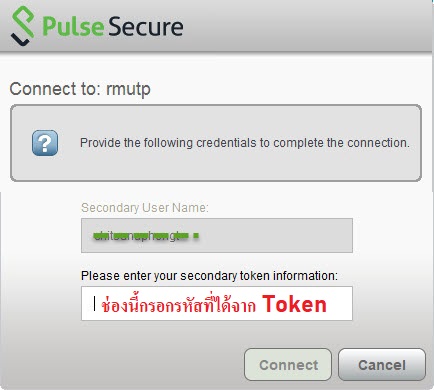 Pulse Secure
Connect to: rmutp
Provide the following credentials to complete the connection.
Secondary User Name:
Please enter your secondary token information:
ช่องนี้กรอกรหัสที่ได้จาก Token
Connect
Cancel